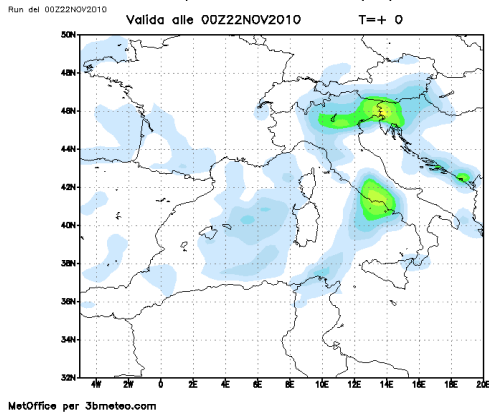 Run del 00Z22NOV2010
Valida alle 00Z22NOV2010 T=+ 0
50N
48N
46N
44N
42N
40N
38N
36N
34N
32N
4W 2W 0 2E 4E 6E 8E 10E 12E 14E 16E 18E 20E
MetOffice per 3bmeteo.com